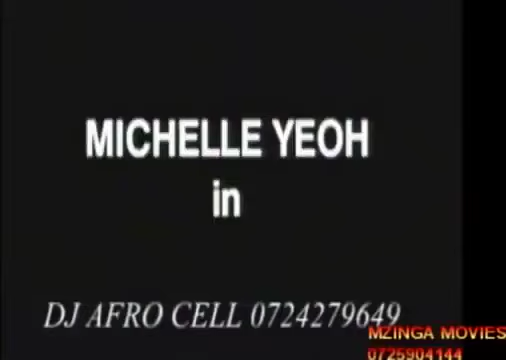 MICHELLE YEOH
in
DJ AFRO CELL 0724279649
MZINGA MOVIES
0725904144